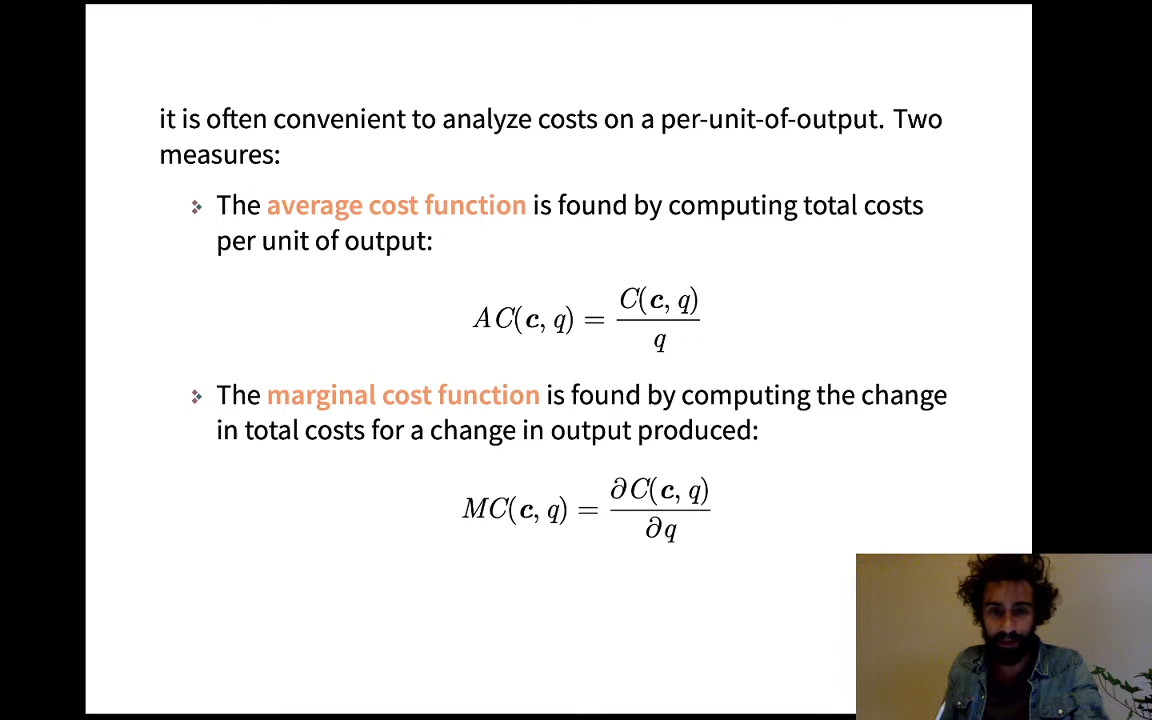 it is often convenient to analyze costs on a per-unit-of-output. Two
measures:
The average cost function is found by computing total costs
per unit of output:
AC(c, q) = C(c, q) / q
The marginal cost function is found by computing the change
in total costs for a change in output produced:
MC(c, q) = ∂C(c, q) / ∂q